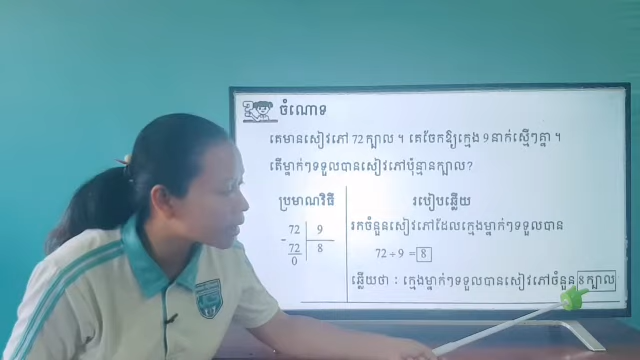 ចំណោទ
គេមានសៀវភៅ 72 ក្បាល ។ គេចែកឱ្យក្មេង 9 នាក់ស្មើៗគ្នា ។
តើម្នាក់ៗទទួលបានសៀវភៅប៉ុន្មានក្បាល?
ប្រមាណវិធី
72 9
- 72 8
0
របៀបឆ្លើយ
រកចំនួនសៀវភៅដែលក្មេងម្នាក់ៗទទួលបាន
72 ÷ 9 = 8
ឆ្លើយថា : ក្មេងម្នាក់ៗទទួលបានសៀវភៅចំនួន 8 ក្បាល